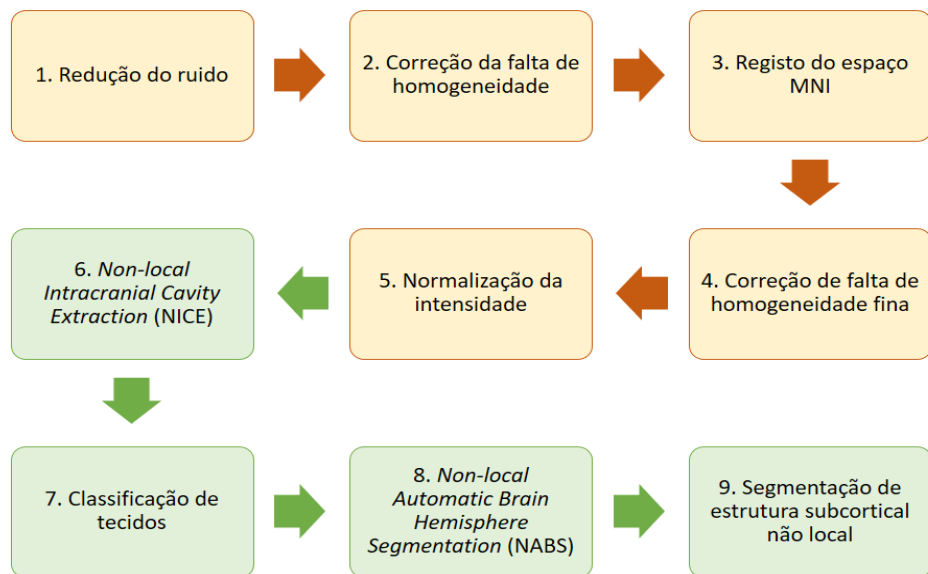 1. Redução do ruido
2. Correção da falta de
homogeneidade
3. Registo do espaço
MNI
4. Correção de falta de
homogeneidade fina
5. Normalização da
intensidade
6. Non-local
Intracranial Cavity
Extraction (NICE)
7. Classificação de
tecidos
8. Non-local
Automatic Brain
Hemisphere
Segmentation (NABS)
9. Segmentação de
estrutura subcortical
não local